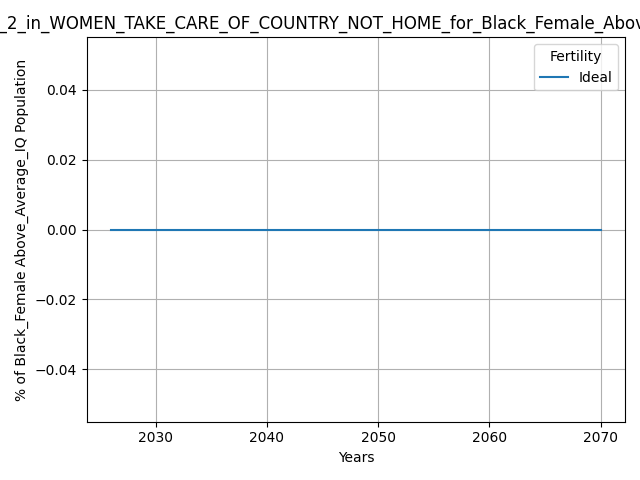 _2_in_WOMEN_TAKE_CARE_OF_COUNTRY_NOT_HOME_for_Black_Female_Abov
Fertility
Ideal
% of Black_Female Above_Average_IQ Population
0.04
0.02
0.00
−0.02
−0.04
2030 2040 2050 2060 2070
Years